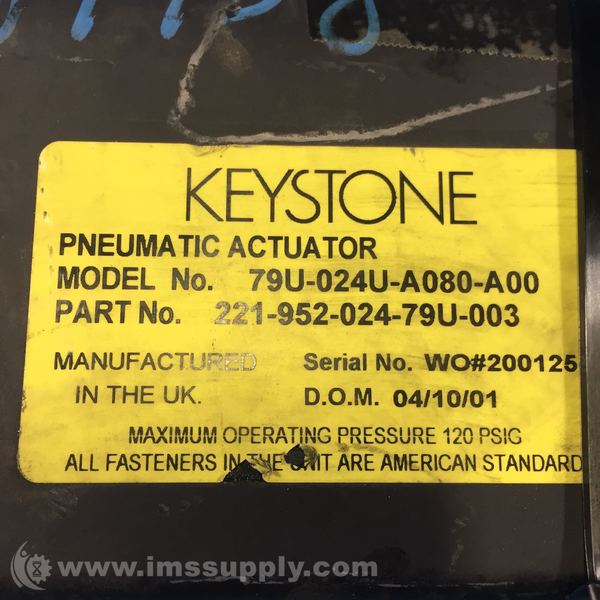 KEYSTONE
PNEUMATIC ACTUATOR
MODEL No. 79U-024U-A080-A00
PART No. 221-952-024-79U-003
MANUFACTURED Serial No. WO#200125
IN THE UK. D.O.M. 04/10/01
MAXIMUM OPERATING PRESSURE 120 PSIG
ALL FASTENERS IN THE UNIT ARE AMERICAN STANDARD
www.imssupply.com